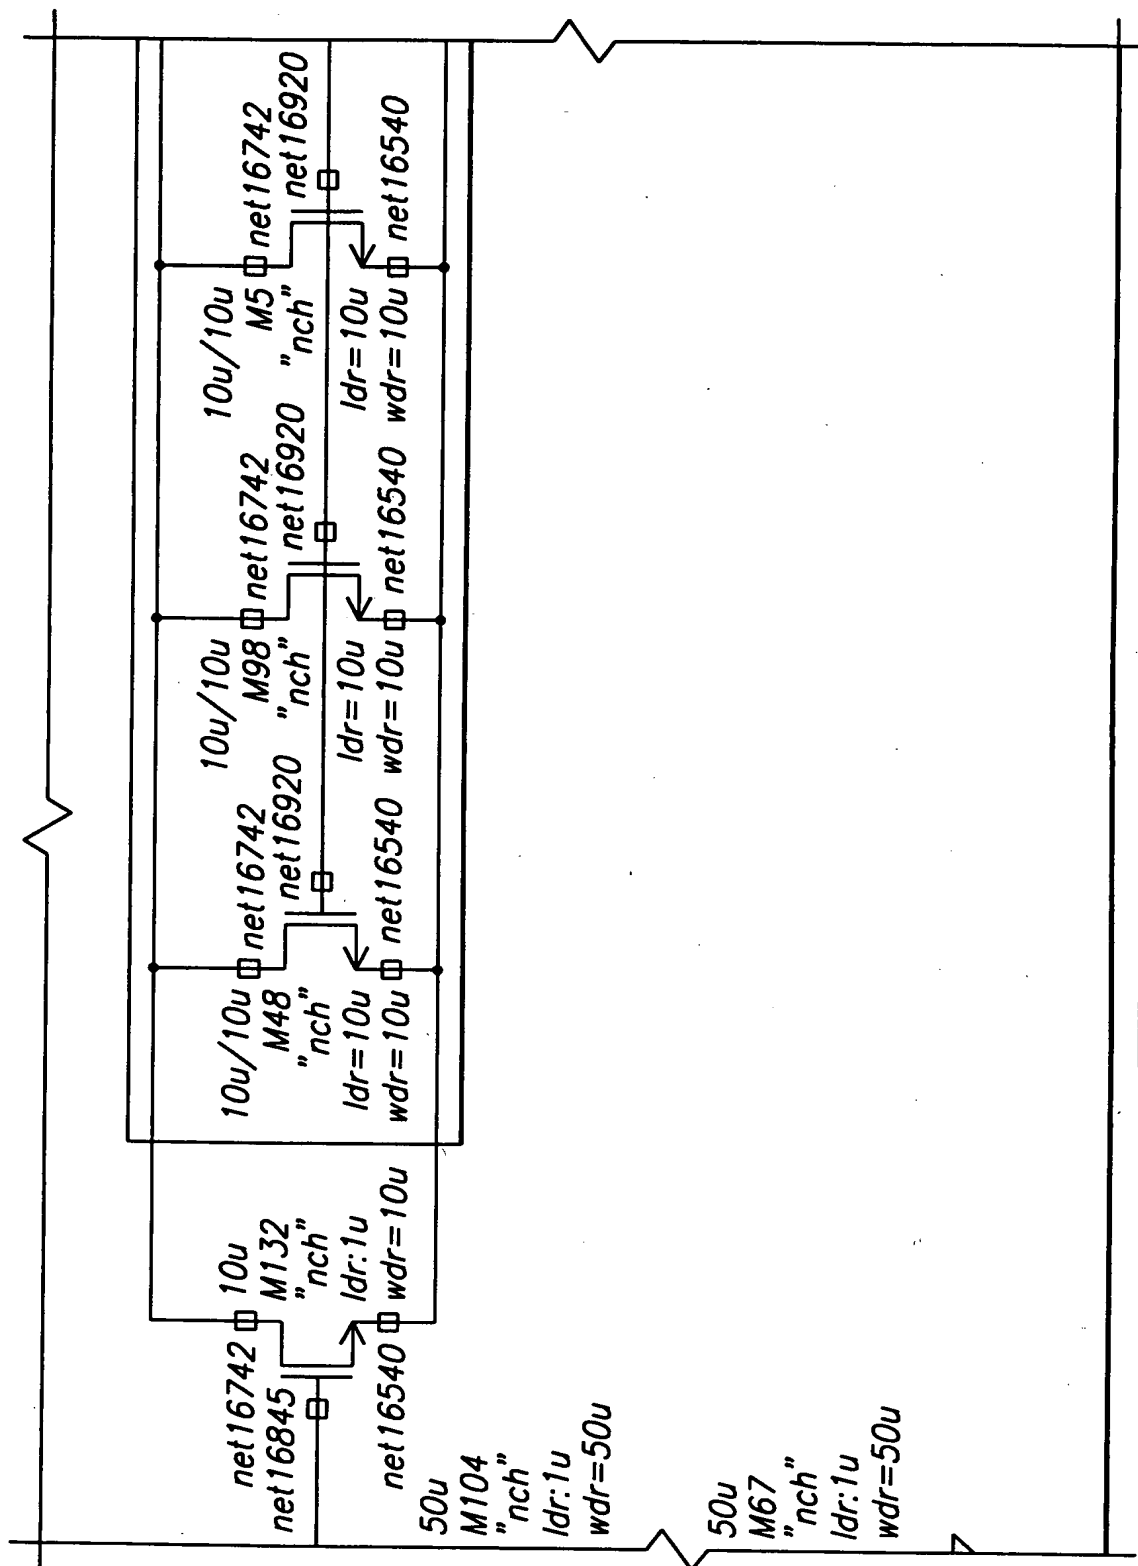 net16742
net16845
10u
M132
"nch"
ldr:1u
wdr=10u
net16540
10u/10u
M48
"nch"
net16742
net16920
ldr=10u
wdr=10u
net16540
10u/10u
M98
"nch"
net16742
net16920
ldr=10u
wdr=10u
net16540
10u/10u
M5
"nch"
net16742
net16920
ldr=10u
wdr=10u
net16540
50u
M104
"nch"
ldr:1u
wdr=50u
50u
M67
"nch"
ldr:1u
wdr=50u